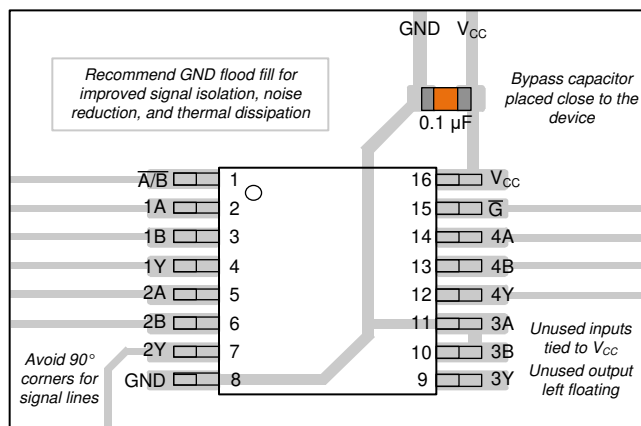 GND VCC
Recommend GND flood fill for
improved signal isolation, noise
reduction, and thermal dissipation
Bypass capacitor
placed close to the
device
0.1 µF
A/B 1 16 VCC
1A 2 15 G
1B 3 14 4A
1Y 4 13 4B
2A 5 12 4Y
2B 6 11 3A
2Y 7 10 3B
GND 8 9 3Y
Avoid 90°
corners for
signal lines
Unused inputs
tied to VCC
Unused output
left floating